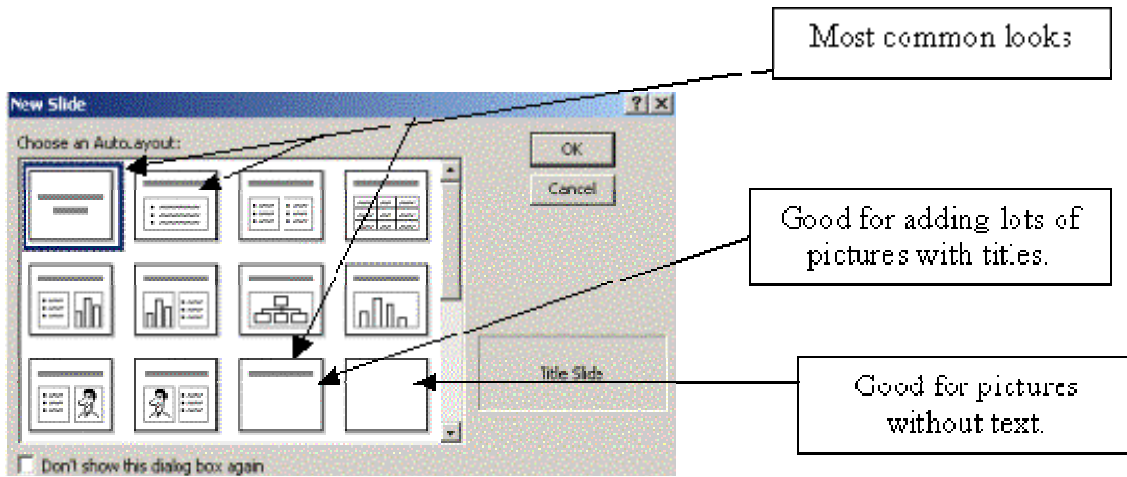 Most common looks
New Slide
Choose an AutoLayout:
OK
Cancel
Good for adding lots of
pictures with titles.
Title Slide
Good for pictures
without text.
Don't show this dialog box again